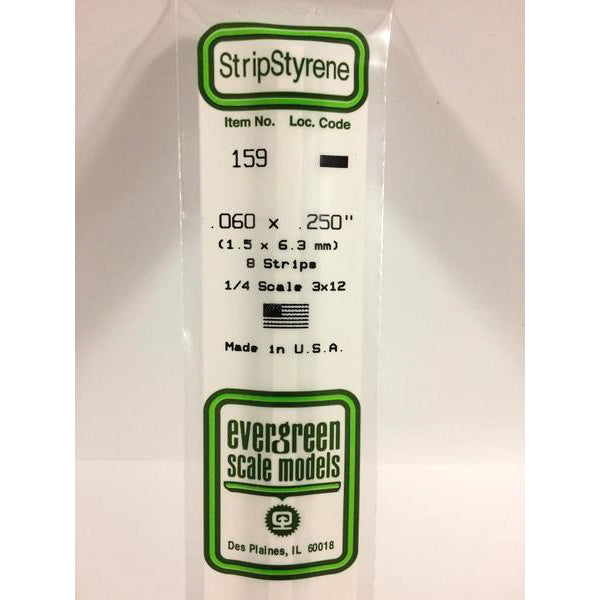 StripStyrene
Item No. Loc. Code
159
.060 x .250"
(1.5 x 6.3 mm)
8 Strips
1/4 Scale 3x12
Made in U.S.A.
evergreen
scale models
Des Plaines, IL 60018